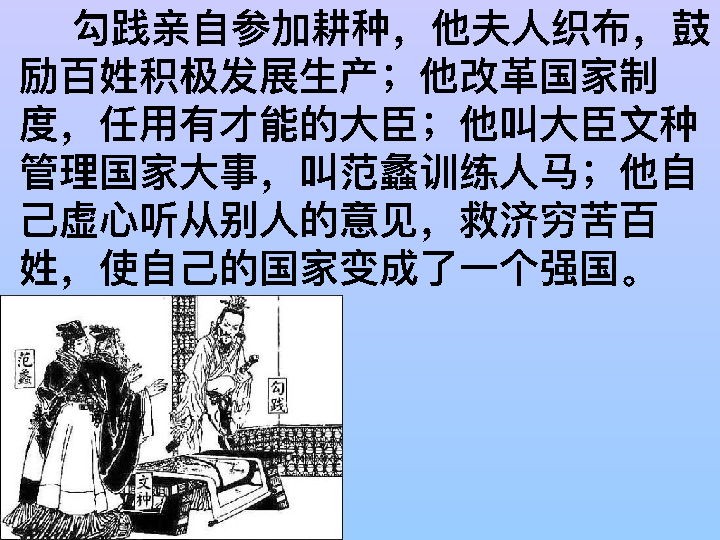 勾践亲自参加耕种，他夫人织布，鼓
励百姓积极发展生产；他改革国家制
度，任用有才能的大臣；他叫大臣文种
管理国家大事，叫范蠡训练人马；他自
己虚心听从别人的意见，救济穷苦百
姓，使自己的国家变成了一个强国。
范蠡
勾践
文种